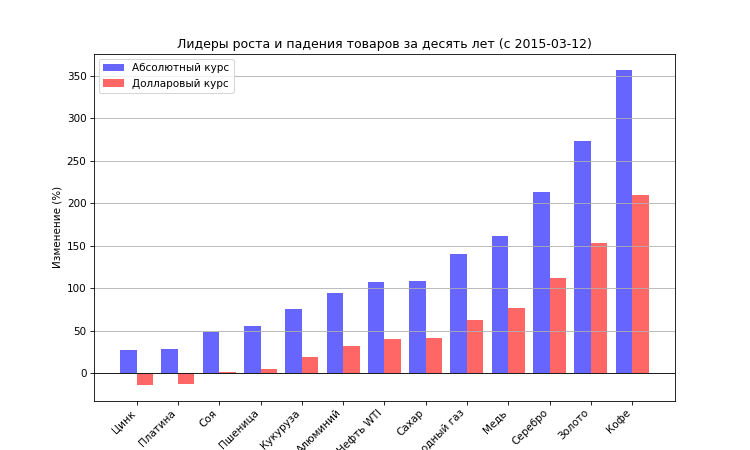 Лидеры роста и падения товаров за десять лет (с 2015-03-12)
Абсолютный курс
Долларовый курс
Изменение (%)
350
300
250
200
150
100
50
0
Цинк
Платина
Соя
Пшеница
Кукуруза
Алюминий
Нефть WTI
Сахар
одный газ
Медь
Серебро
Золото
Кофе